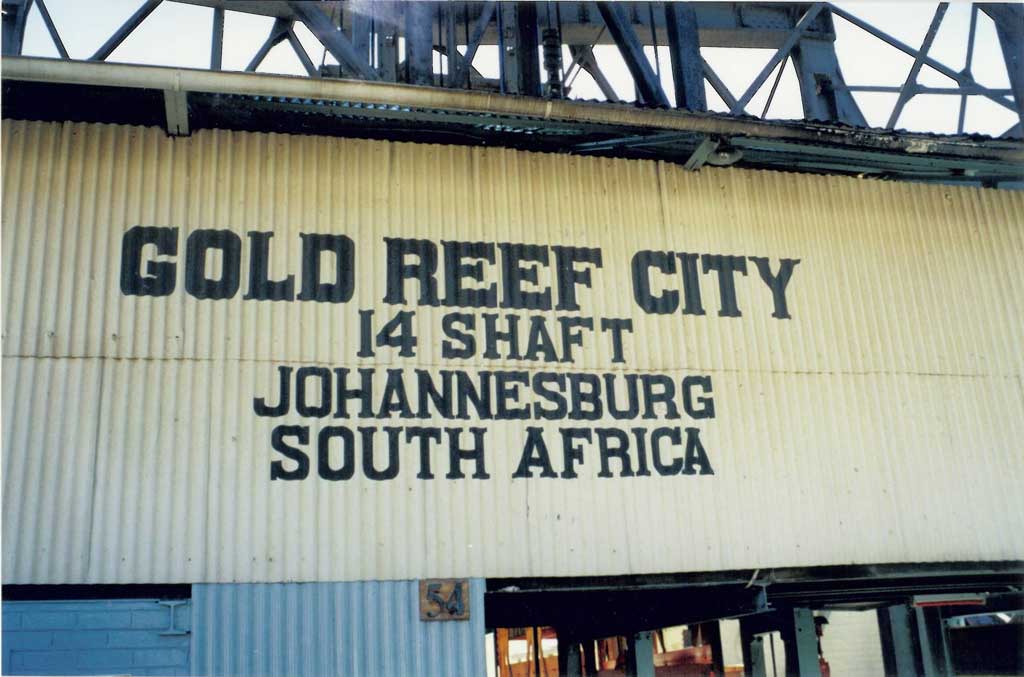 GOLD REEF CITY
14 SHAFT
JOHANNESBURG
SOUTH AFRICA
54